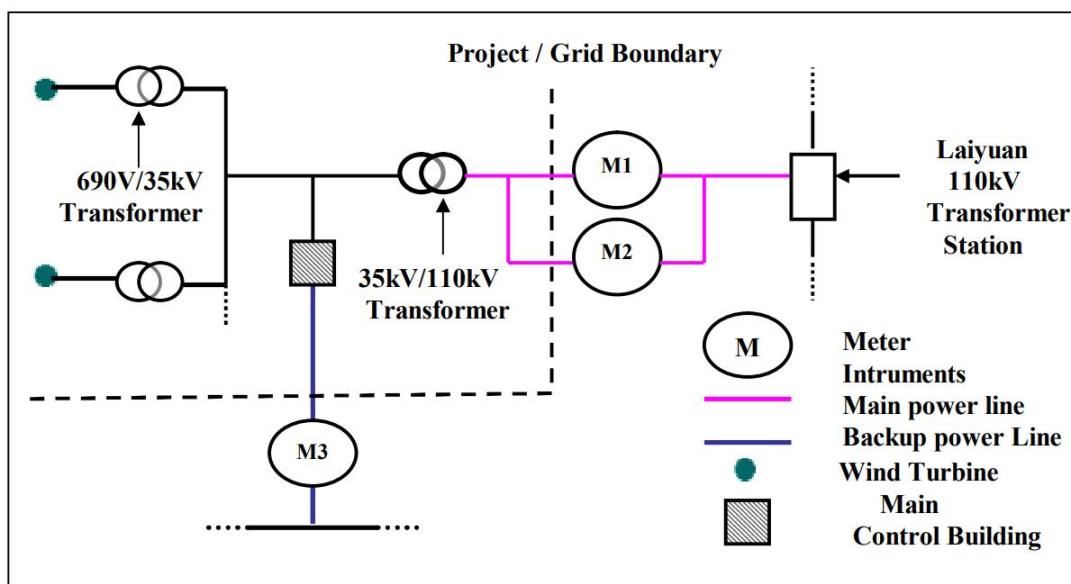 Project / Grid Boundary
690V/35kV
Transformer
35kV/110kV
Transformer
M1
M2
M3
Laiyuan
110kV
Transformer
Station
M
Meter
Intruments
Main power line
Backup power Line
Wind Turbine
Main
Control Building